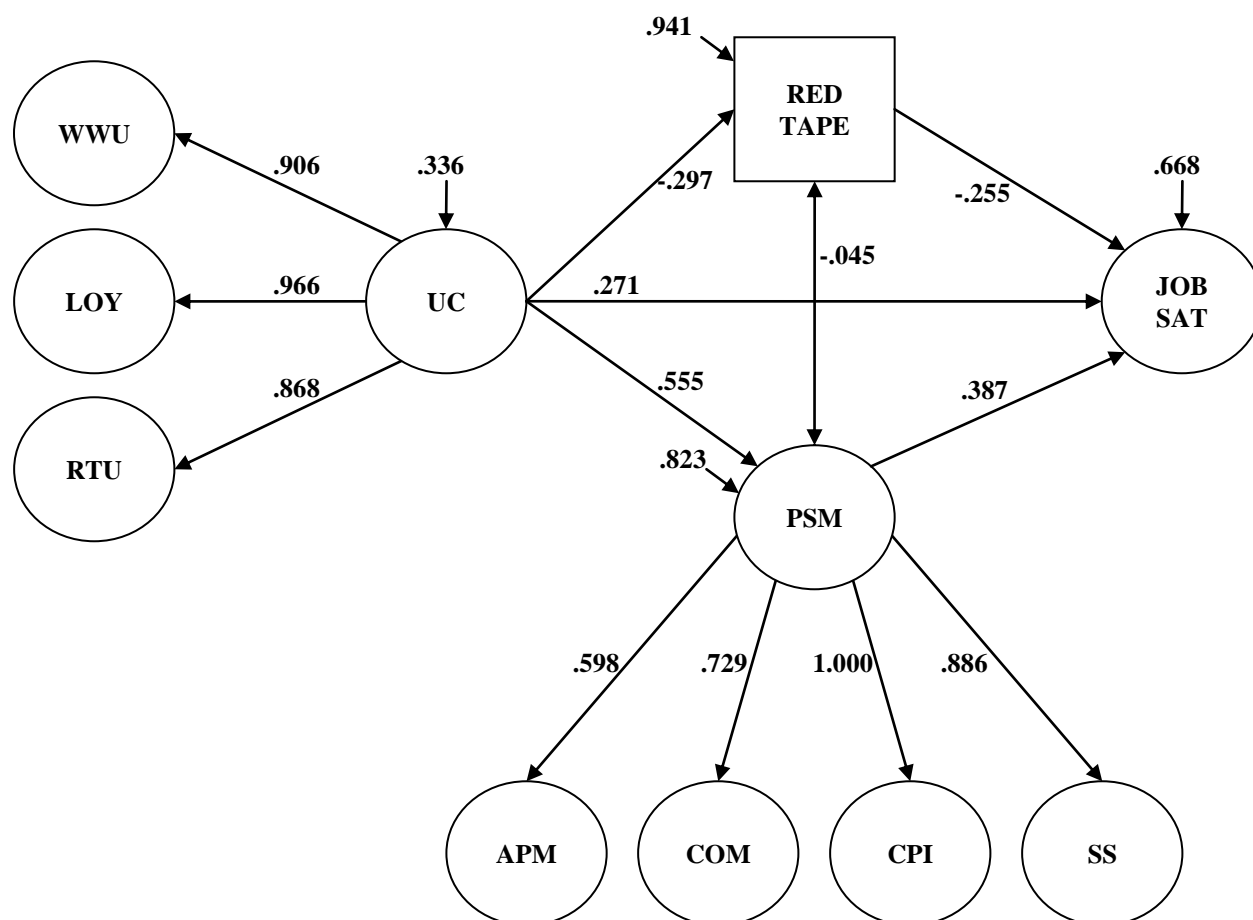 .941
RED
TAPE
WWU
.906
.336
-.297
-.255
.668
-.045
LOY
.966
UC
.271
JOB
SAT
.868
.555
.387
RTU
.823
PSM
.598
.729
1.000
.886
APM
COM
CPI
SS